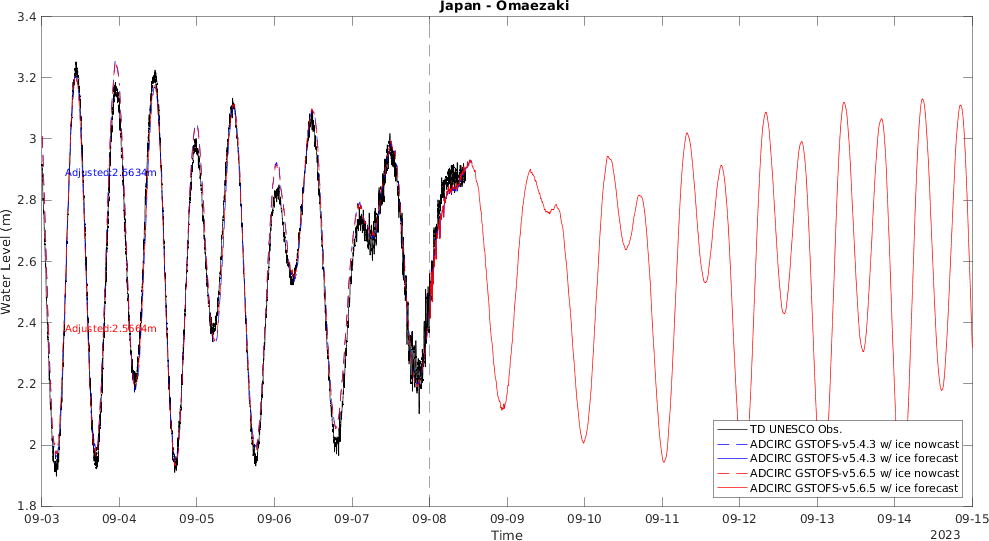 Japan - Omaezaki
Water Level (m)
3.4
3.2
3
2.8
2.6
2.4
2.2
2
1.8
Adjusted:2.5634m
Adjusted:2.5664m
TD UNESCO Obs.
ADCIRC GSTOFS-v5.4.3 w/ ice nowcast
ADCIRC GSTOFS-v5.4.3 w/ ice forecast
ADCIRC GSTOFS-v5.6.5 w/ ice nowcast
ADCIRC GSTOFS-v5.6.5 w/ ice forecast
09-03 09-04 09-05 09-06 09-07 09-08 09-09 09-10 09-11 09-12 09-13 09-14 09-15
Time
2023